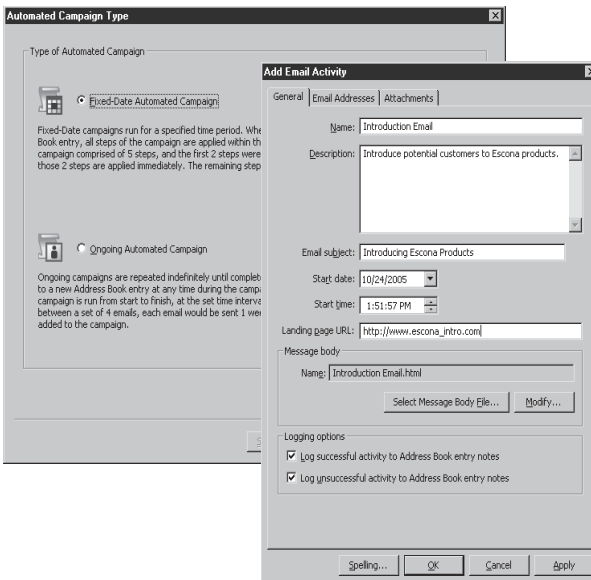 Automated Campaign Type
Type of Automated Campaign
Fixed-Date Automated Campaign
Fixed-Date campaigns run for a specified time period. Whe
Book entry, all steps of the campaign are applied within th
campaign comprised of 5 steps, and the first 2 steps were
those 2 steps are applied immediately. The remaining step
Ongoing Automated Campaign
Ongoing campaigns are repeated indefinitely until complet
to a new Address Book entry at any time during the campa
campaign is run from start to finish, at the set time interva
between a set of 4 emails, each email would be sent 1 wee
added to the campaign.
Add Email Activity
General Email Addresses Attachments
Name: Introduction Email
Description: Introduce potential customers to Escona products.
Email subject: Introducing Escona Products
Start date: 10/24/2005
Start time: 1:51:57 PM
Landing page URL: http://www.escona_intro.com
Message body
Name: Introduction Email.html
Select Message Body File... Modify...
Logging options
Log successful activity to Address Book entry notes
Log unsuccessful activity to Address Book entry notes
Spelling... OK Cancel Apply